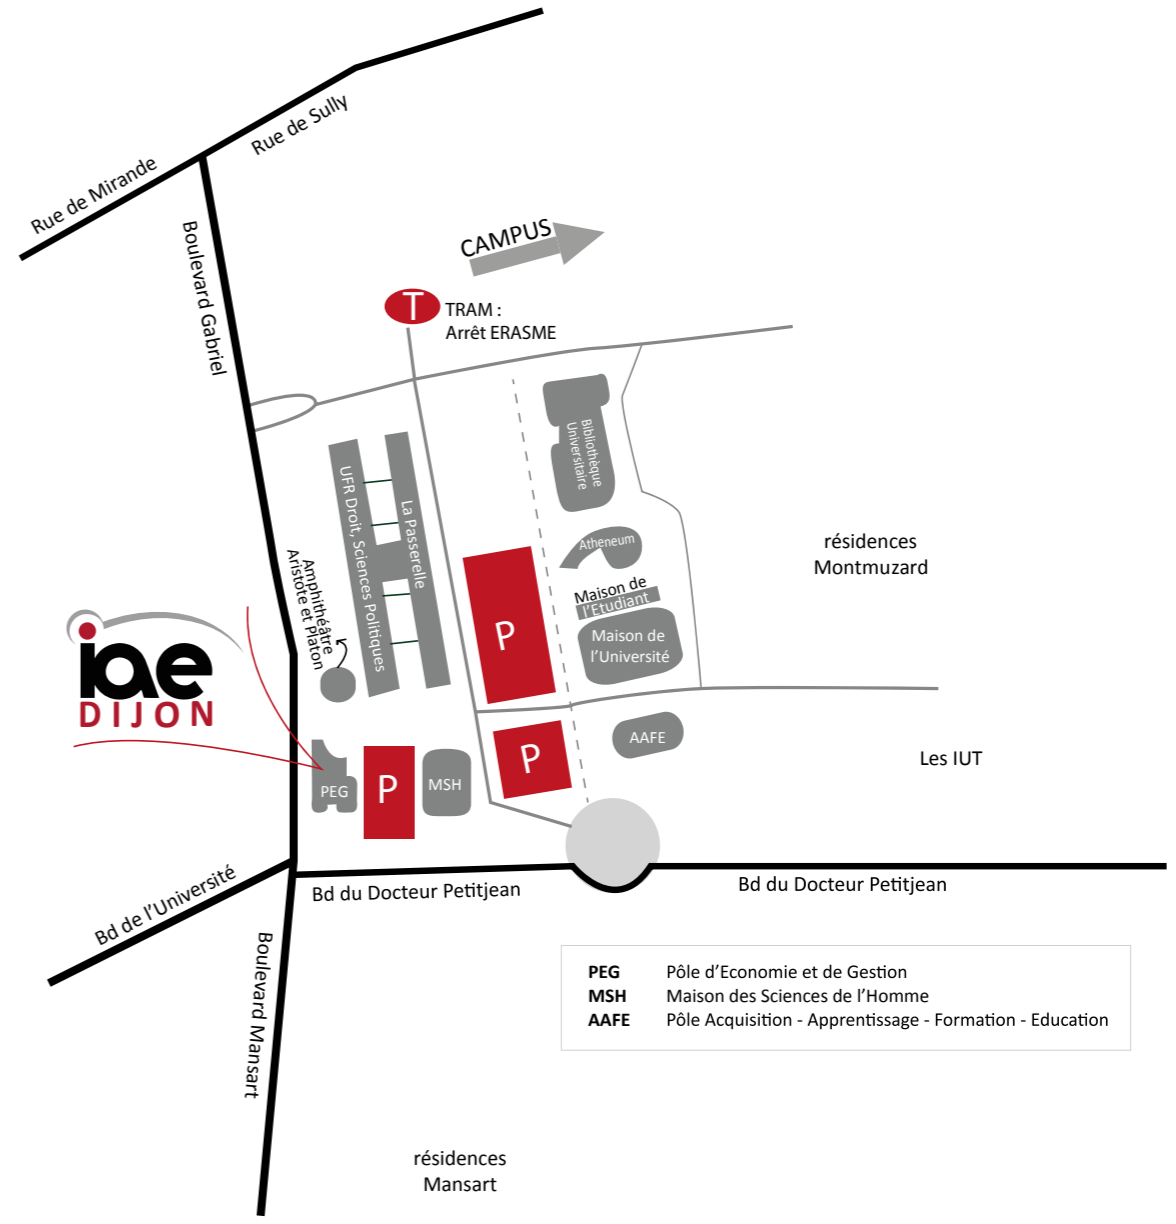 Rue de Sully
Rue de Mirande
Boulevard Gabriel
CAMPUS
T
TRAM :
Arrêt ERASME
Bibliothèque
Universitaire
UFR Droit, Sciences Politiques
La Passerelle
Atheneum
Maison de
l'Etudiant
Maison de
l'Université
résidences
Montmuzard
Amphithéâtre
Aristote et Platon
P
iae
DIJON
AAFE
P
Les IUT
PEG
P
MSH
Bd de l'Université
Bd du Docteur Petitjean
Bd du Docteur Petitjean
Boulevard Mansart
PEG Pôle d'Economie et de Gestion
MSH Maison des Sciences de l'Homme
AAFE Pôle Acquisition - Apprentissage - Formation - Education
résidences
Mansart